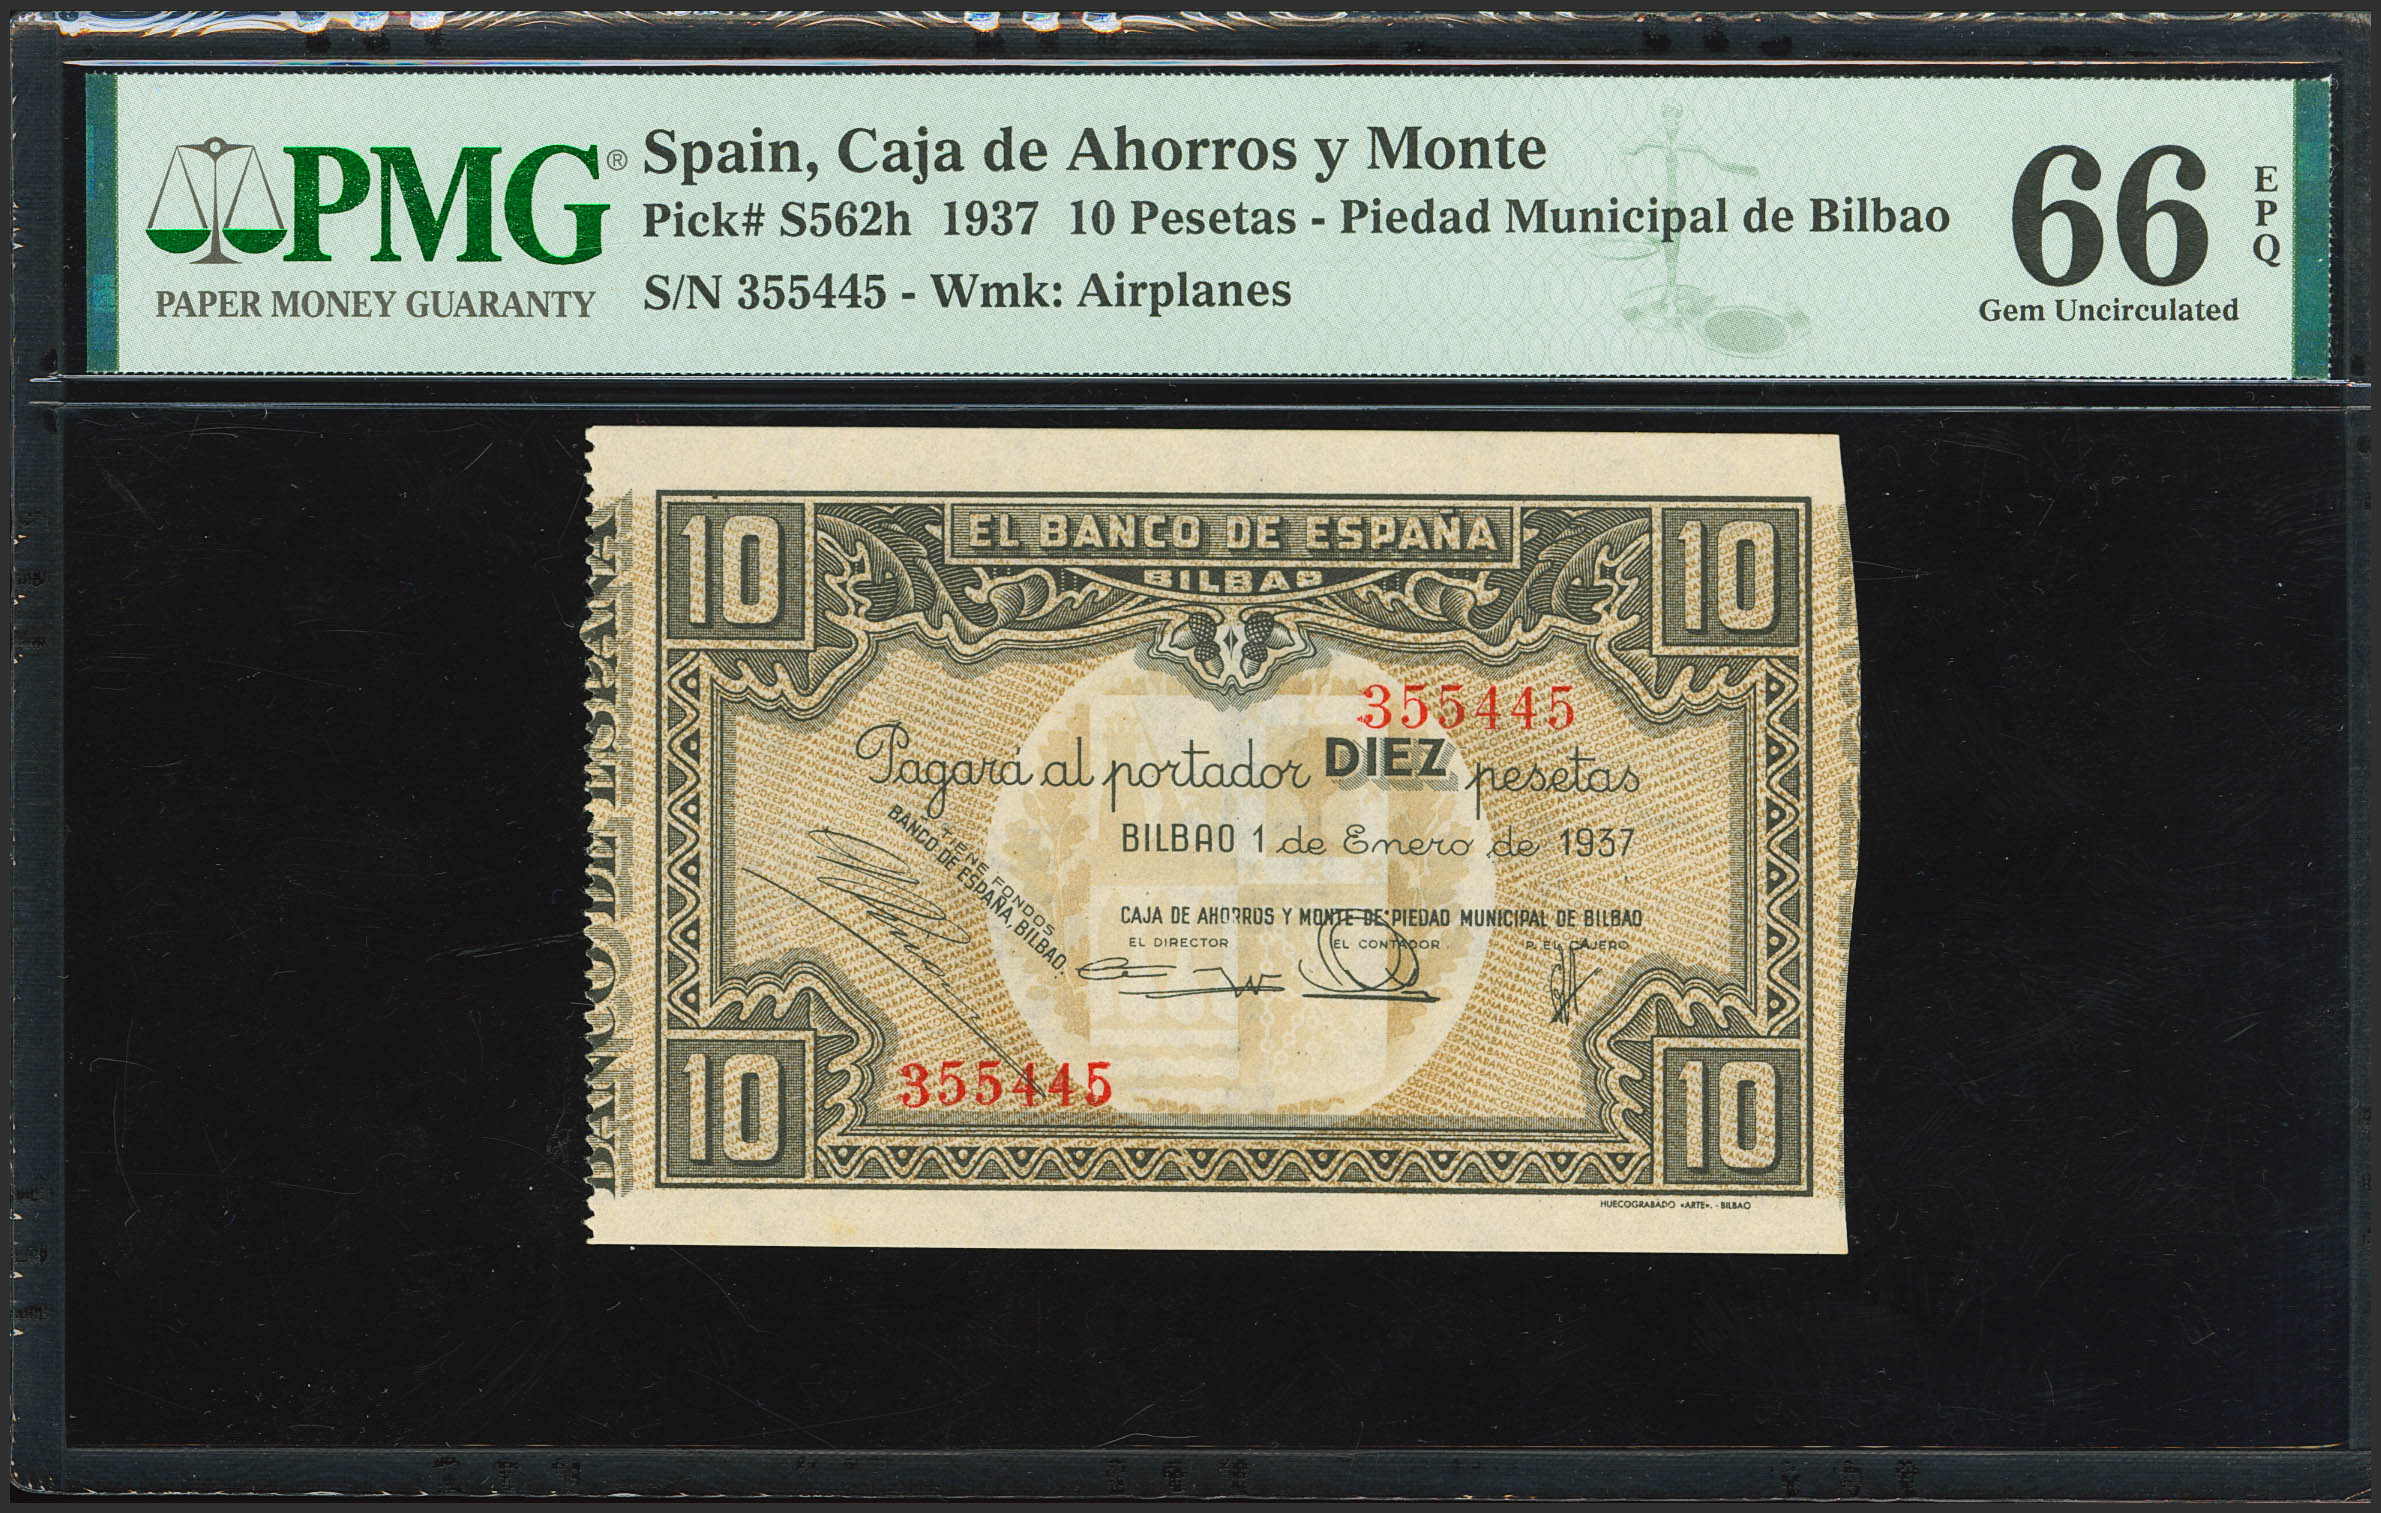 PMG®
PAPER MONEY GUARANTY
Spain, Caja de Ahorros y Monte
Pick# S562h 1937 10 Pesetas - Piedad Municipal de Bilbao
S/N 355445 - Wmk: Airplanes
66
EPQ
Gem Uncirculated
BANCO DE ESPAÑA
10
EL BANCO DE ESPAÑA
10
BILBAO
355445
Pagará al portador DIEZ pesetas
BILBAO 1 de Enero de 1937
TIENE FONDOS
BANCO DE ESPAÑA, BILBAO.
CAJA DE AHORROS Y MONTE DE PIEDAD MUNICIPAL DE BILBAO
EL DIRECTOR EL CONTADOR P. EL CAJERO
355445
10
10
HUECOGRABADO «ARTE». - BILBAO